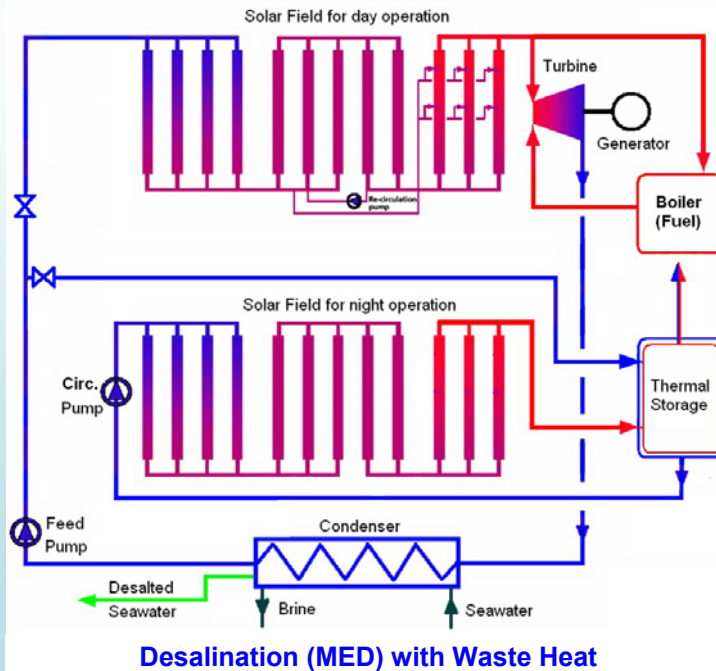 Solar Field for day operation
Turbine
Generator
Re-circulation
pump
Boiler
(Fuel)
Solar Field for night operation
Circ.
Pump
Thermal
Storage
Feed
Pump
Condenser
Desalted
Seawater
Brine
Seawater
Desalination (MED) with Waste Heat